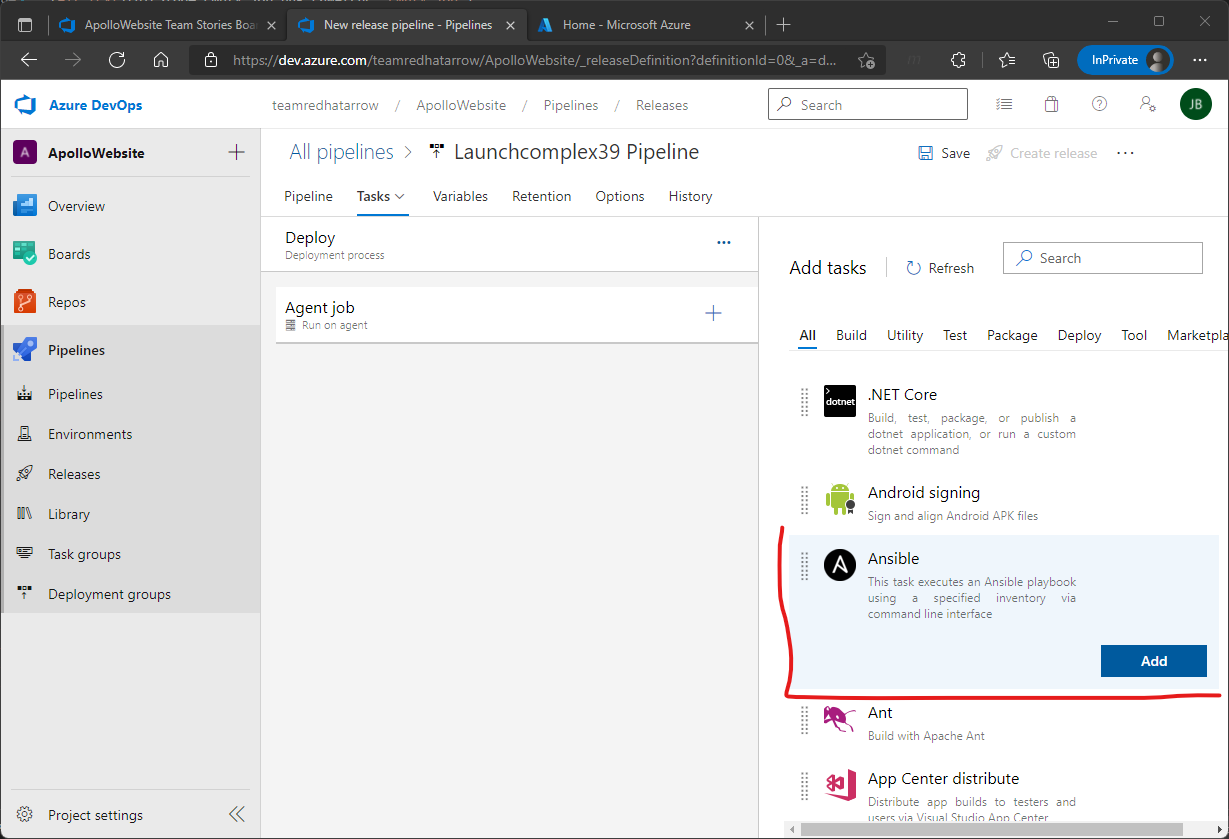 ApolloWebsite Team Stories Boa
New release pipeline - Pipelines
Home - Microsoft Azure
https://dev.azure.com/teamredhatarrow/ApolloWebsite/_releaseDefinition?definitionId=0&_a=d...
InPrivate
Azure DevOps
teamredhatarrow / ApolloWebsite / Pipelines / Releases
Search
JB
A ApolloWebsite
Overview
Boards
Repos
Pipelines
Pipelines
Environments
Releases
Library
Task groups
Deployment groups
Project settings
All pipelines > Launchcomplex39 Pipeline
Save
Create release
Pipeline Tasks Variables Retention Options History
Deploy
Deployment process
Agent job
Run on agent
Add tasks
Refresh
Search
All Build Utility Test Package Deploy Tool Marketpla
dotnet
.NET Core
Build, test, package, or publish a
dotnet application, or run a custom
dotnet command
Android signing
Sign and align Android APK files
A
Ansible
This task executes an Ansible playbook
using a specified inventory via
command line interface
Add
Ant
Build with Apache Ant
App Center distribute
Distribute app builds to testers and
users via Visual Studio App Center